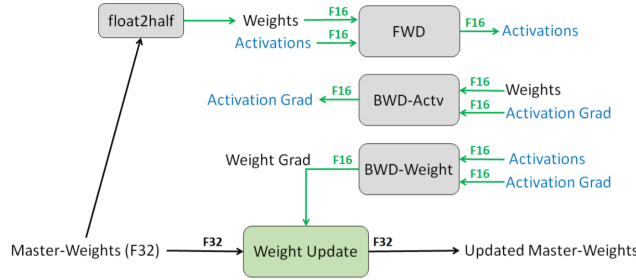 float2half
Weights
F16
Activations
F16
FWD
F16
Activations
Activation Grad
F16
BWD-Actv
F16
Weights
F16
Activation Grad
Weight Grad
F16
BWD-Weight
F16
Activations
F16
Activation Grad
Master-Weights (F32)
F32
Weight Update
F32
Updated Master-Weights